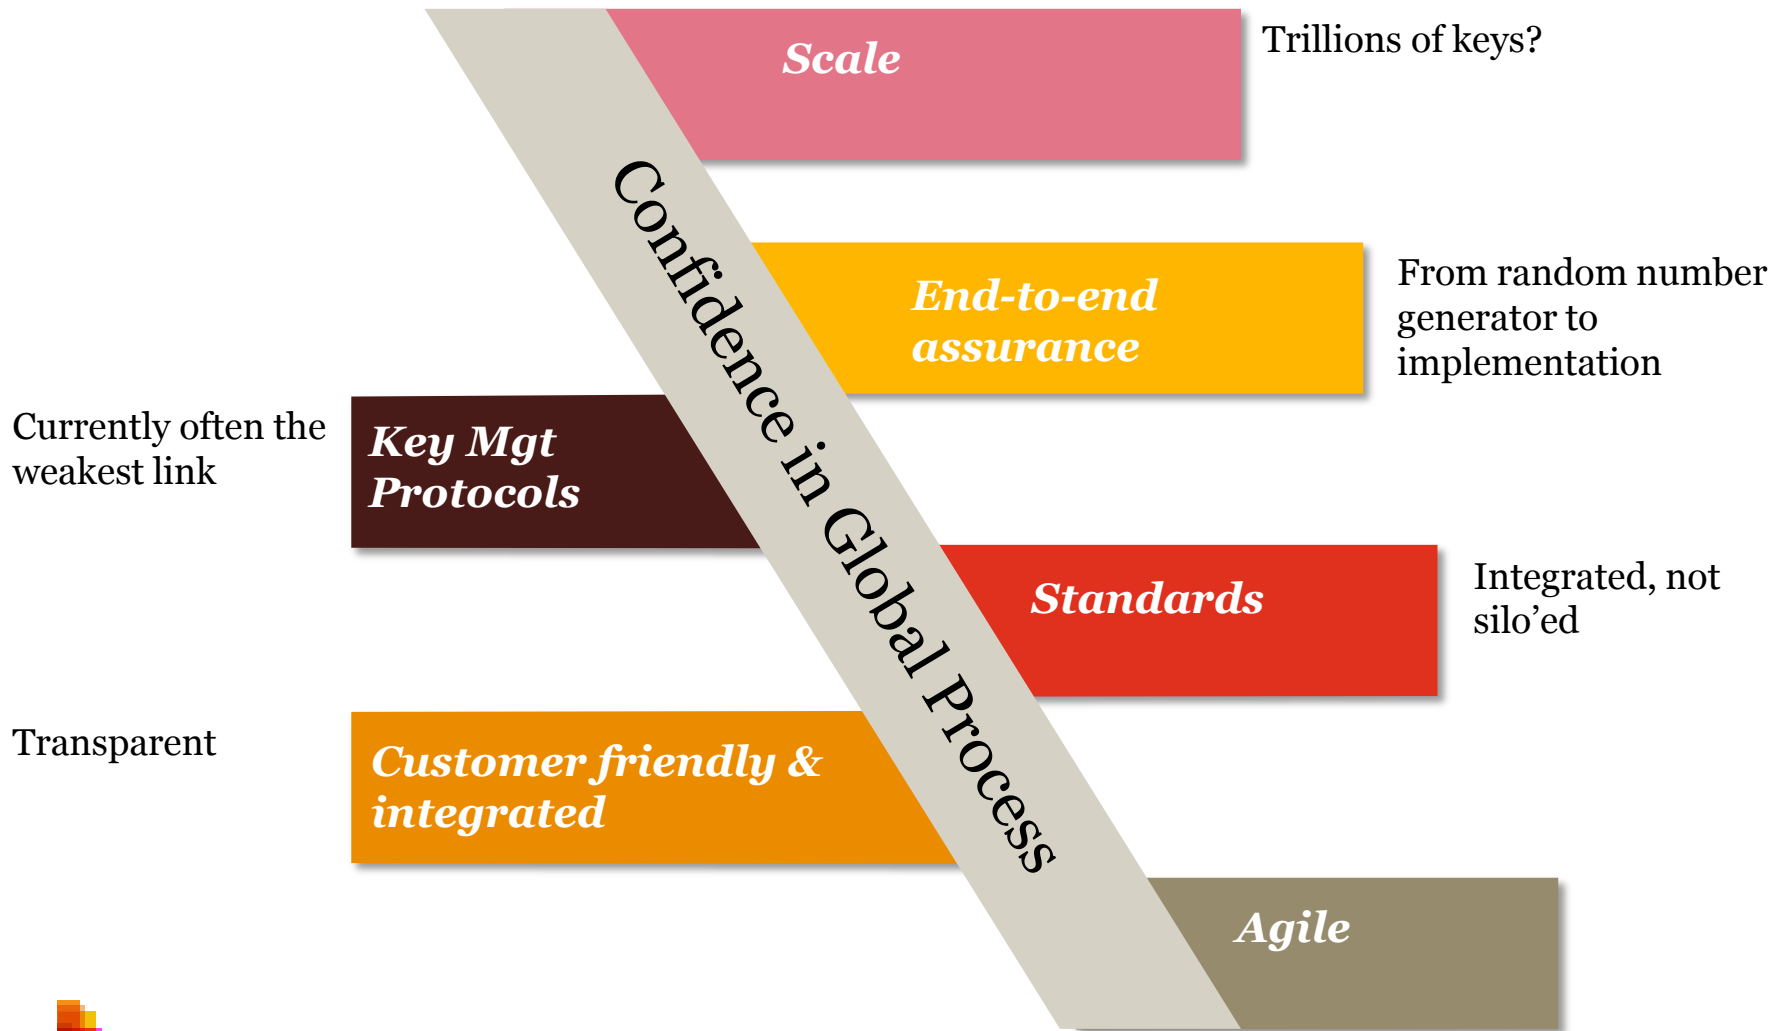 Scale
Trillions of keys?
End-to-end
assurance
From random number
generator to
implementation
Currently often the
weakest link
Key Mgt
Protocols
Confidence in Global Process
Standards
Integrated, not
silo’ed
Transparent
Customer friendly &
integrated
Agile